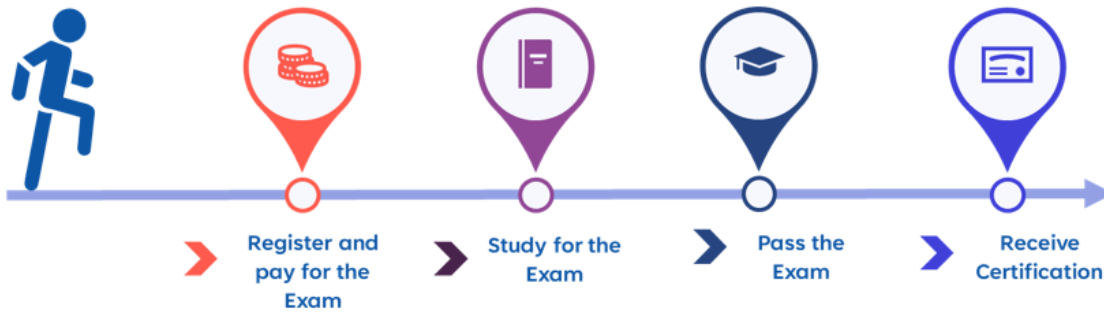 Register and
pay for the
Exam
Study for the
Exam
Pass the
Exam
Receive
Certification